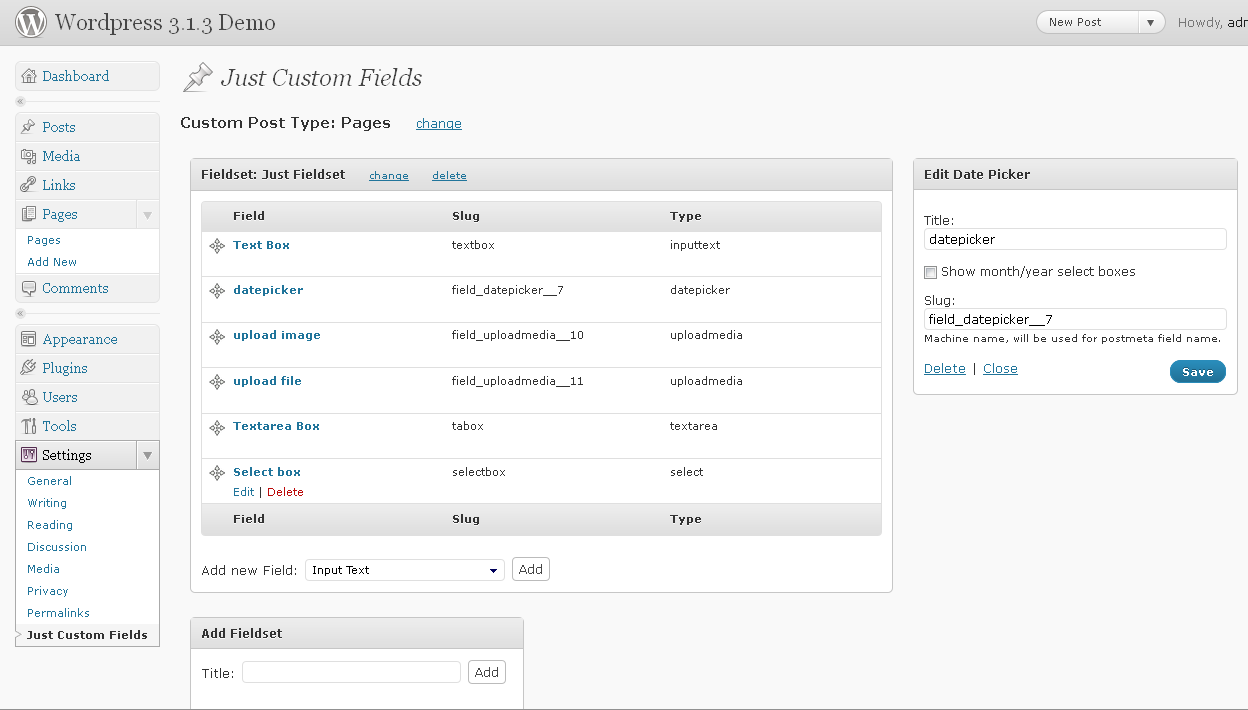 Wordpress 3.1.3 Demo
New Post
Howdy, adr
Dashboard
Posts
Media
Links
Pages
Pages
Add New
Comments
Appearance
Plugins
Users
Tools
Settings
General
Writing
Reading
Discussion
Media
Privacy
Permalinks
Just Custom Fields
Just Custom Fields
Custom Post Type: Pages change
Fieldset: Just Fieldset change delete
Field Slug Type
Text Box textbox inputtext
datepicker field_datepicker__7 datepicker
upload image field_uploadmedia__10 uploadmedia
upload file field_uploadmedia__11 uploadmedia
Textarea Box tabox textarea
Select box selectbox select
Edit | Delete
Field Slug Type
Add new Field: Input Text Add
Add Fieldset
Title: Add
Edit Date Picker
Title:
datepicker
Show month/year select boxes
Slug:
field_datepicker__7
Machine name, will be used for postmeta field name.
Delete | Close Save